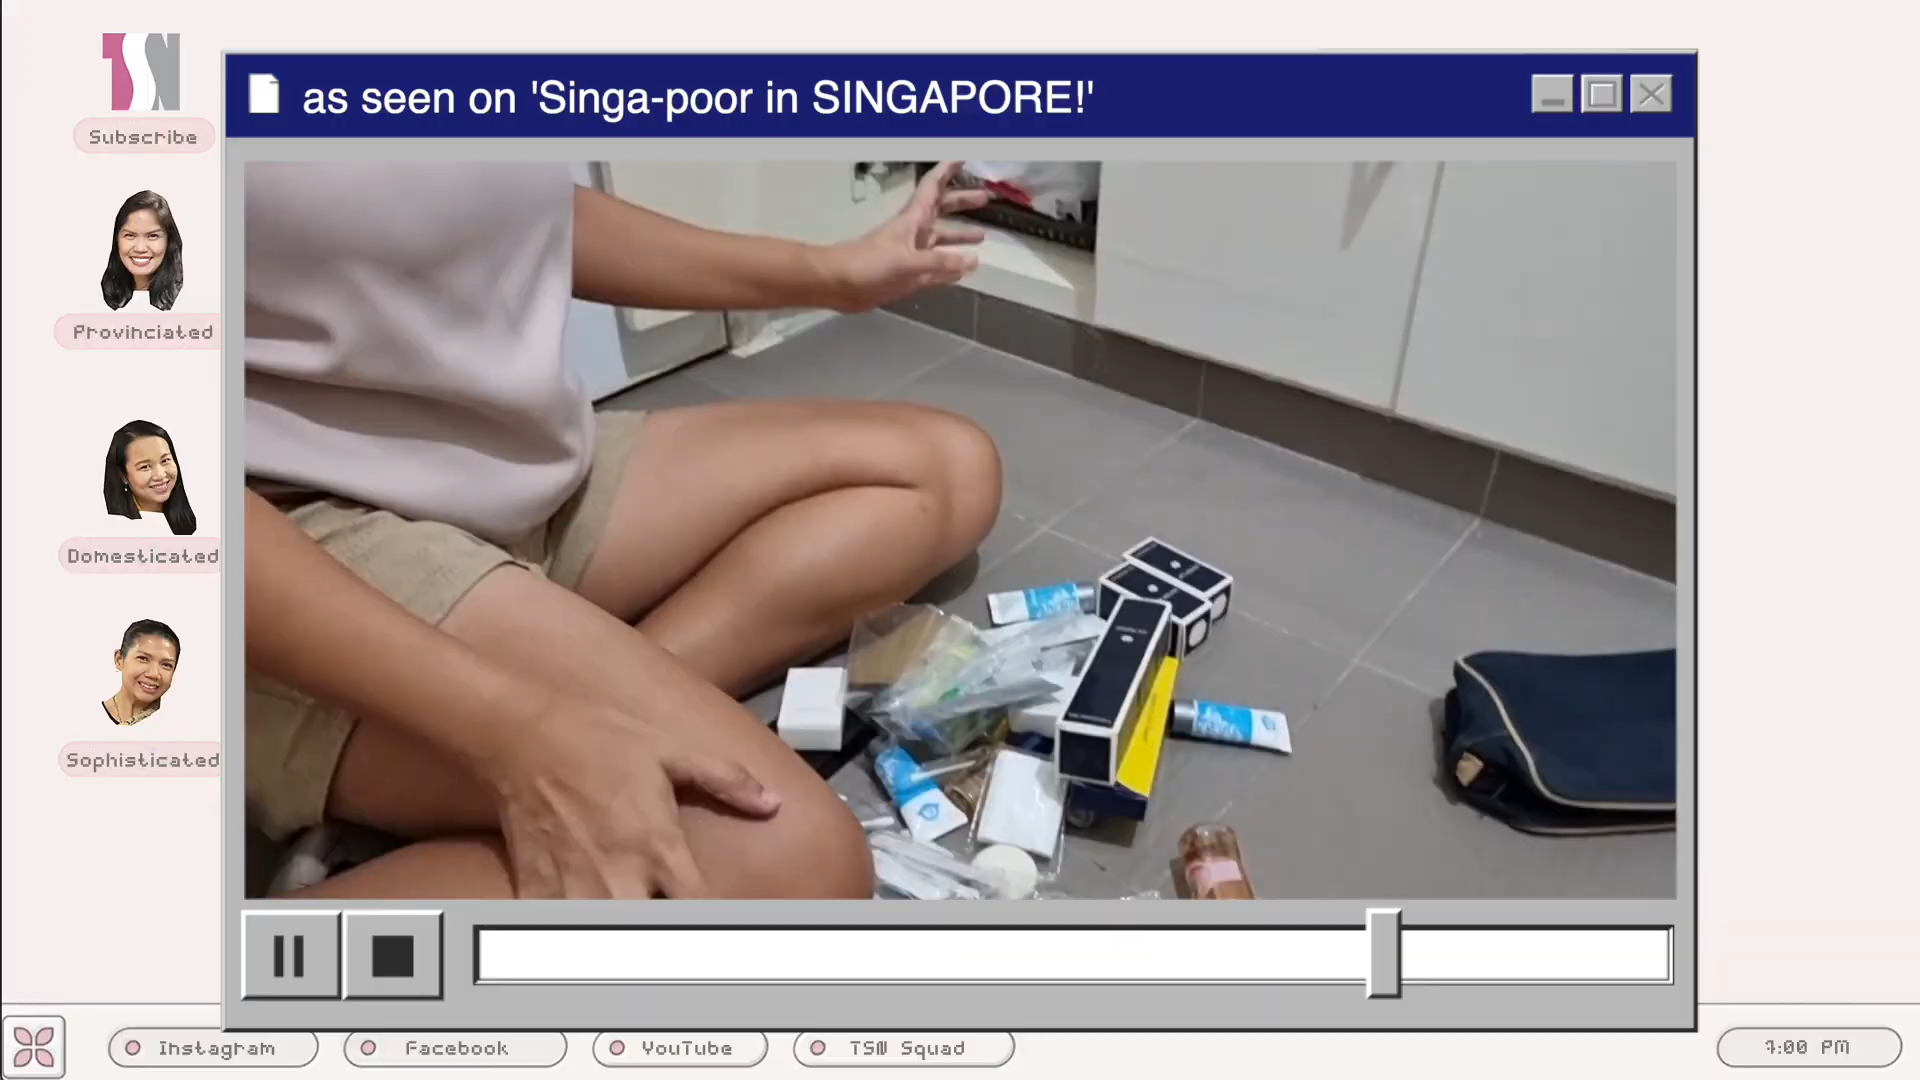 TSN
Subscribe
Provinciated
Domesticated
Sophisticated
as seen on 'Singa-poor in SINGAPORE!'
Instagram
Facebook
YouTube
TSN Squad
7:00 PM